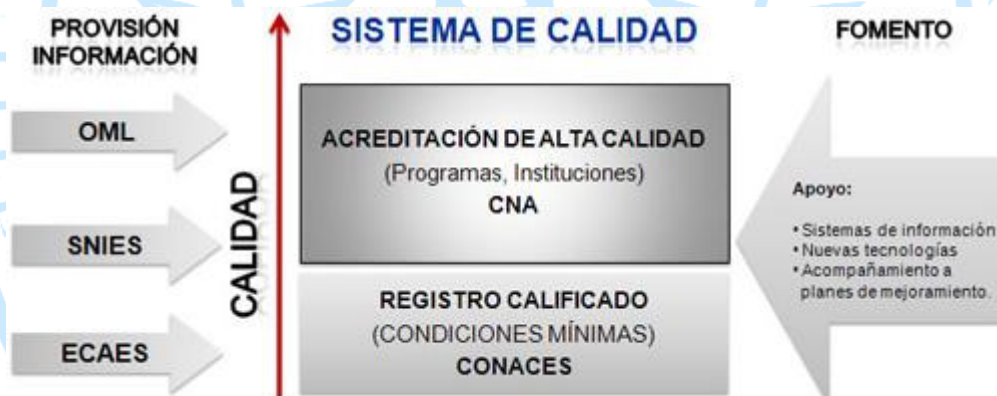 PROVISIÓN
INFORMACIÓN
OML
SNIES
ECAES
CALIDAD
SISTEMA DE CALIDAD
ACREDITACIÓN DE ALTA CALIDAD
(Programas, Instituciones)
CNA
REGISTRO CALIFICADO
(CONDICIONES MÍNIMAS)
CONACES
FOMENTO
Apoyo:
• Sistemas de información
• Nuevas tecnologías
• Acompañamiento a
planes de mejoramiento.